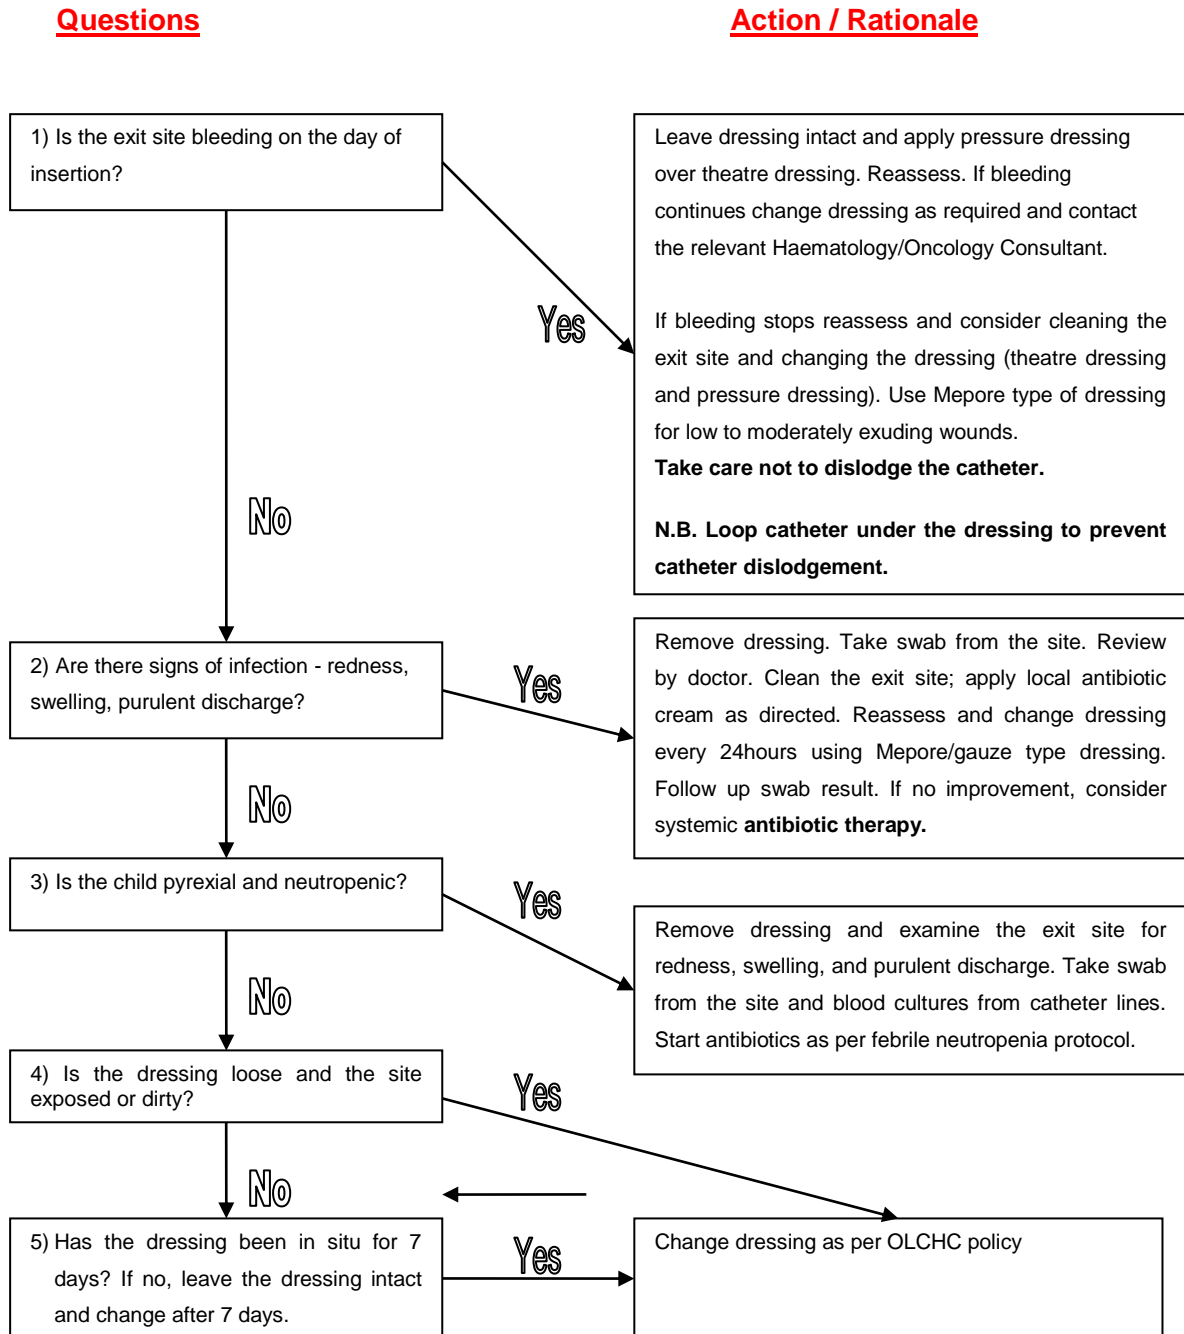 Questions
Action / Rationale
1) Is the exit site bleeding on the day of
insertion?
Leave dressing intact and apply pressure dressing
over theatre dressing. Reassess. If bleeding
continues change dressing as required and contact
the relevant Haematology/Oncology Consultant.
If bleeding stops reassess and consider cleaning the
exit site and changing the dressing (theatre dressing
and pressure dressing). Use Mepore type of dressing
for low to moderately exuding wounds.
Take care not to dislodge the catheter.
N.B. Loop catheter under the dressing to prevent
catheter dislodgement.
Yes
No
2) Are there signs of infection - redness,
swelling, purulent discharge?
Yes
Remove dressing. Take swab from the site. Review
by doctor. Clean the exit site; apply local antibiotic
cream as directed. Reassess and change dressing
every 24hours using Mepore/gauze type dressing.
Follow up swab result. If no improvement, consider
systemic antibiotic therapy.
No
3) Is the child pyrexial and neutropenic?
Yes
Remove dressing and examine the exit site for
redness, swelling, and purulent discharge. Take swab
from the site and blood cultures from catheter lines.
Start antibiotics as per febrile neutropenia protocol.
No
4) Is the dressing loose and the site
exposed or dirty?
Yes
No
5) Has the dressing been in situ for 7
days? If no, leave the dressing intact
and change after 7 days.
Yes
Change dressing as per OLCHC policy